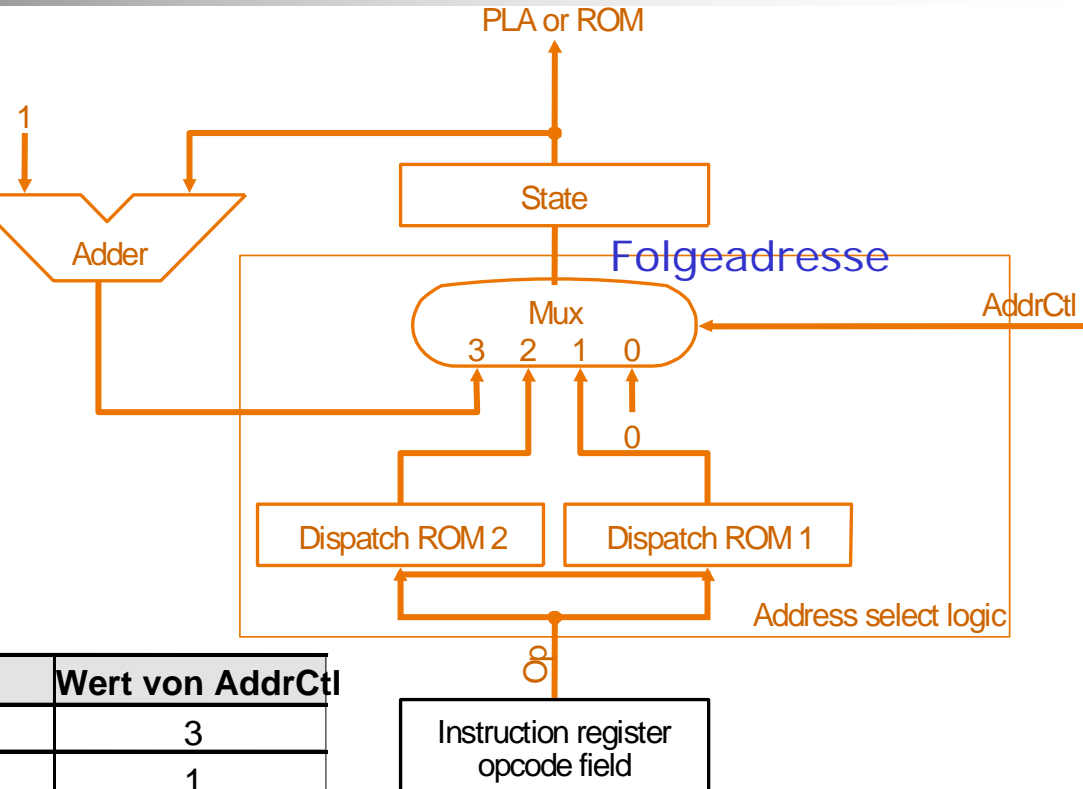 PLA or ROM
1
State
Adder
Folgeadresse
Mux
AddrCtl
3 2 1 0
0
Dispatch ROM 2
Dispatch ROM 1
Address select logic
Op
Wert von AddrCtl
3
1
Instruction register
opcode field